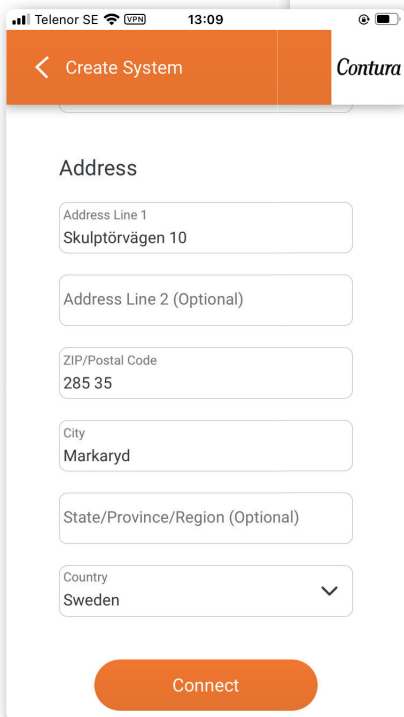 Telenor SE VPN 13:09
Create System
Contura
Address
Address Line 1
Skulptörvägen 10
Address Line 2 (Optional)
ZIP/Postal Code
285 35
City
Markaryd
State/Province/Region (Optional)
Country
Sweden
Connect